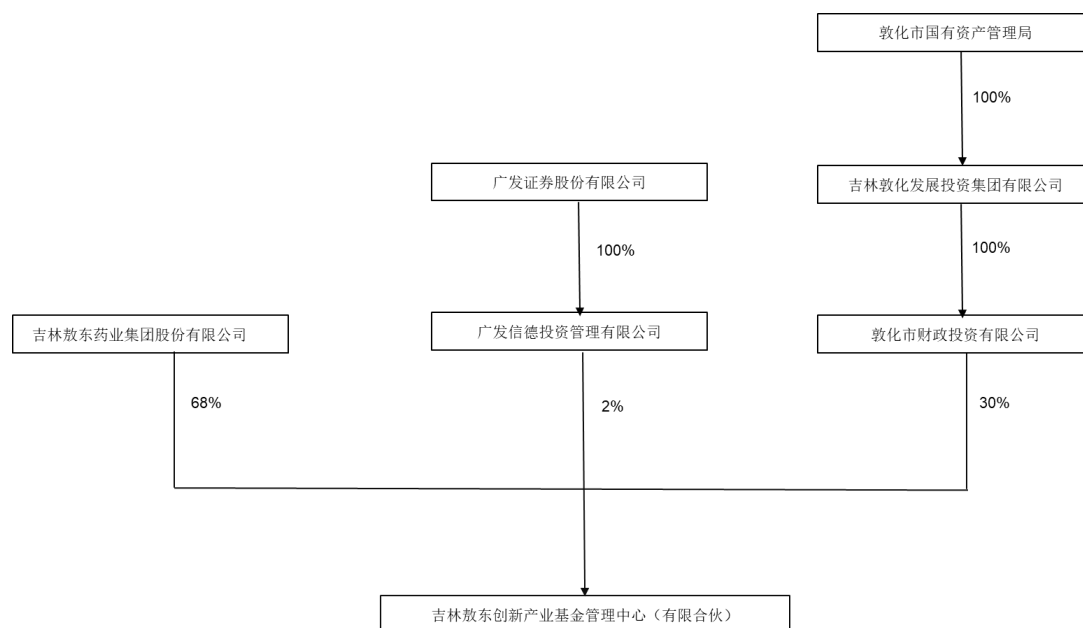 敦化市国有资产管理局
100%
广发证券股份有限公司
吉林敦化发展投资集团有限公司
100%
100%
吉林敖东药业集团股份有限公司
广发信德投资管理有限公司
敦化市财政投资有限公司
68%
2%
30%
吉林敖东创新产业基金管理中心（有限合伙）